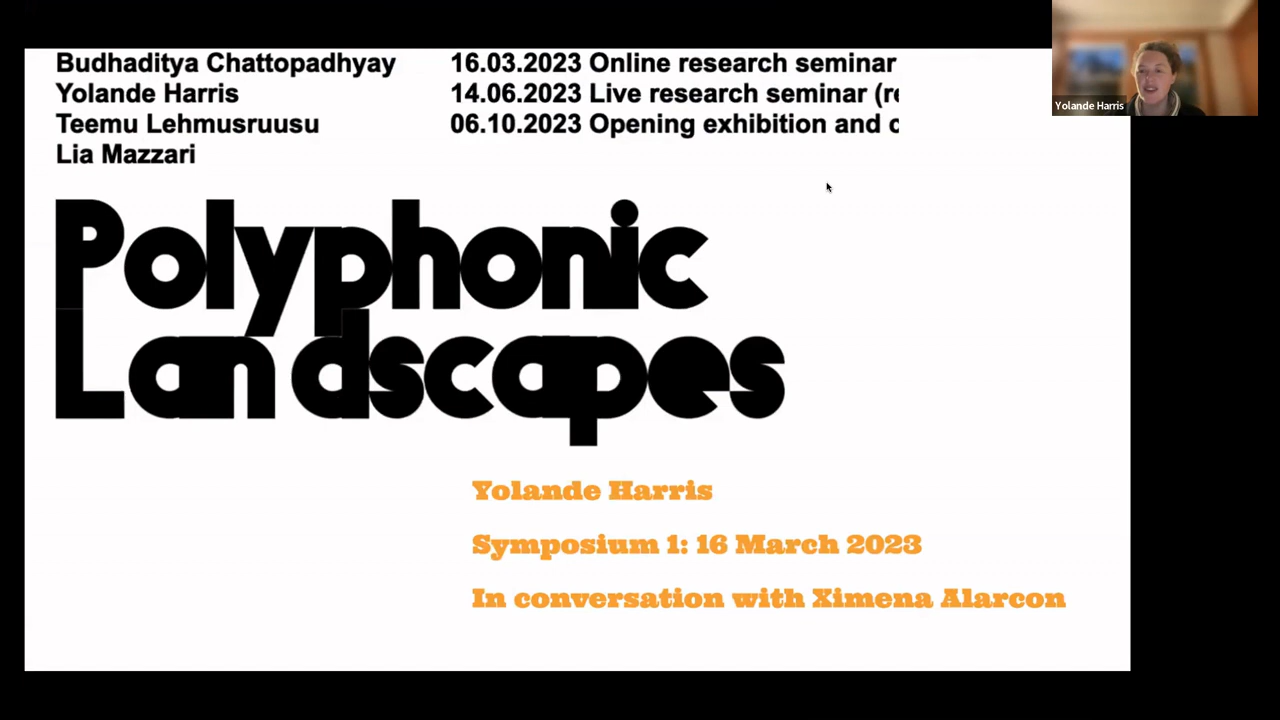 Budhaditya Chattopadhyay
Yolande Harris
Teemu Lehmusruusu
Lia Mazzari
16.03.2023 Online research seminar
14.06.2023 Live research seminar (re
06.10.2023 Opening exhibition and c
Polyphonic
Landscapes
Yolande Harris
Symposium 1: 16 March 2023
In conversation with Ximena Alarcon
Yolande Harris